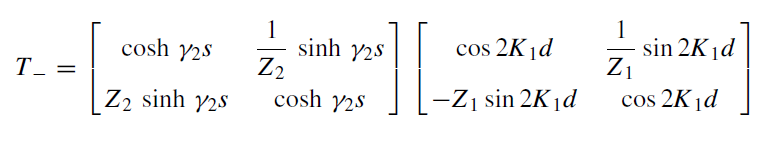 T_− = [ cosh γ₂s   1/Z₂ sinh γ₂s ] [ cos 2K₁d   1/Z₁ sin 2K₁d ]
[ Z₂ sinh γ₂s   cosh γ₂s ] [ −Z₁ sin 2K₁d   cos 2K₁d ]